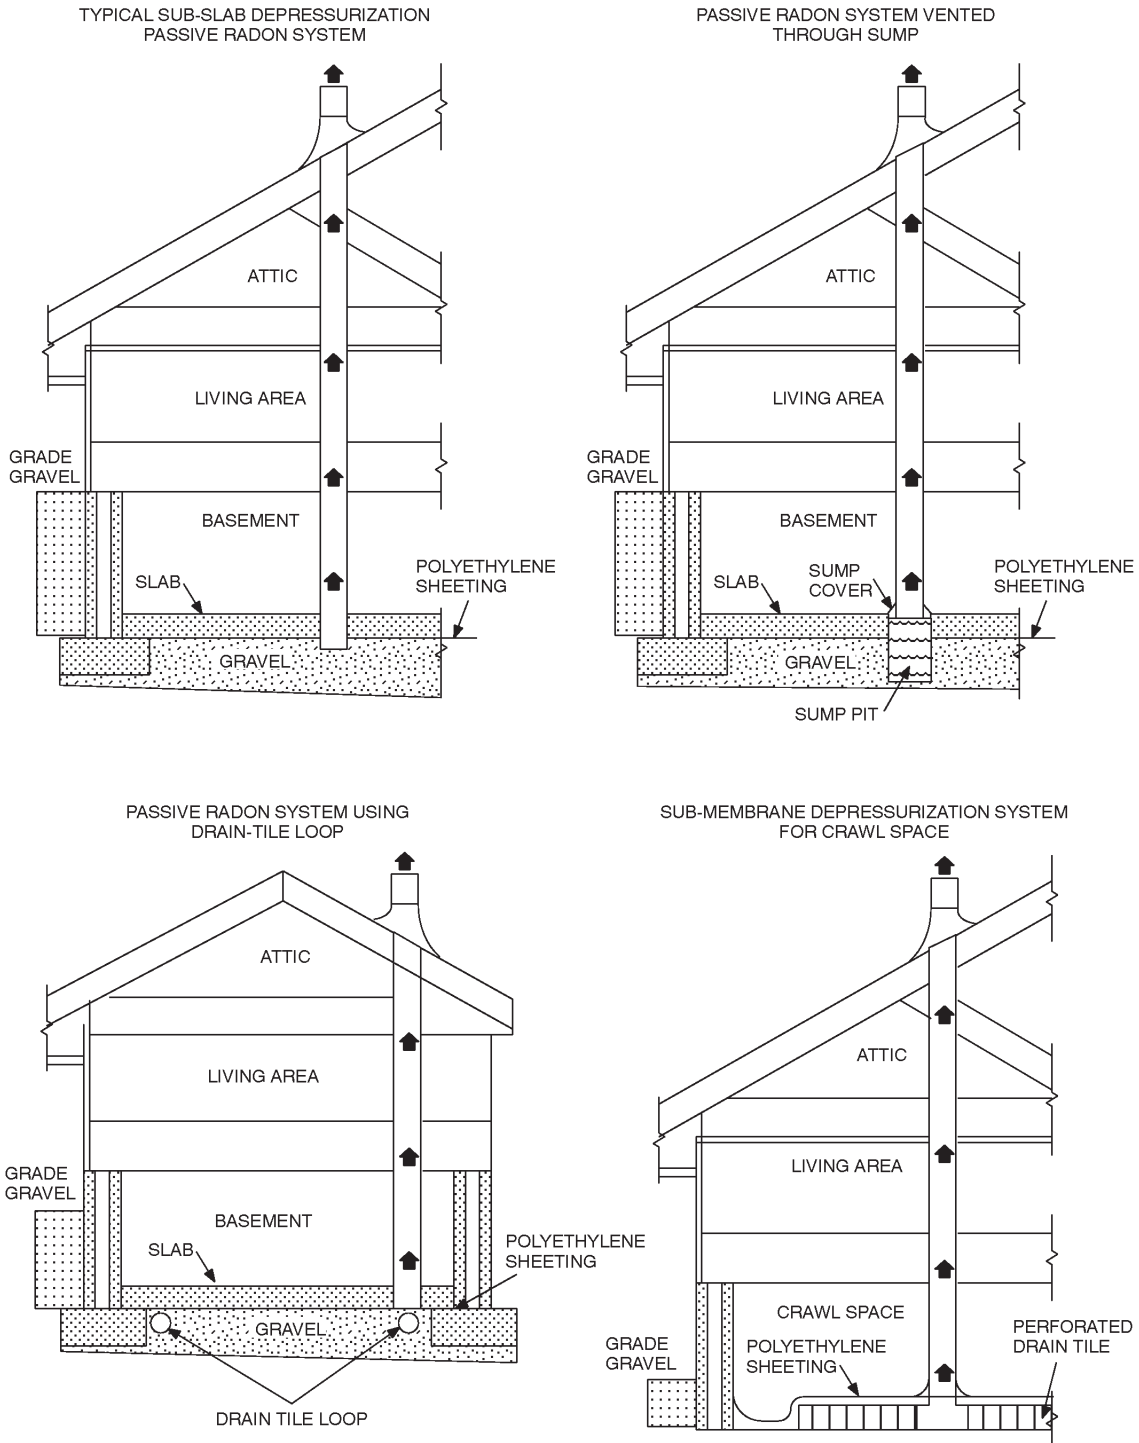 TYPICAL SUB-SLAB DEPRESSURIZATION
PASSIVE RADON SYSTEM
ATTIC
LIVING AREA
GRADE
GRAVEL
BASEMENT
POLYETHYLENE
SHEETING
SLAB
GRAVEL
PASSIVE RADON SYSTEM VENTED
THROUGH SUMP
ATTIC
LIVING AREA
GRADE
GRAVEL
BASEMENT
SUMP
COVER
POLYETHYLENE
SHEETING
SLAB
GRAVEL
SUMP PIT
PASSIVE RADON SYSTEM USING
DRAIN-TILE LOOP
ATTIC
LIVING AREA
GRADE
GRAVEL
BASEMENT
SLAB
POLYETHYLENE
SHEETING
GRAVEL
DRAIN TILE LOOP
SUB-MEMBRANE DEPRESSURIZATION SYSTEM
FOR CRAWL SPACE
ATTIC
LIVING AREA
CRAWL SPACE
GRADE
GRAVEL
POLYETHYLENE
SHEETING
PERFORATED
DRAIN TILE